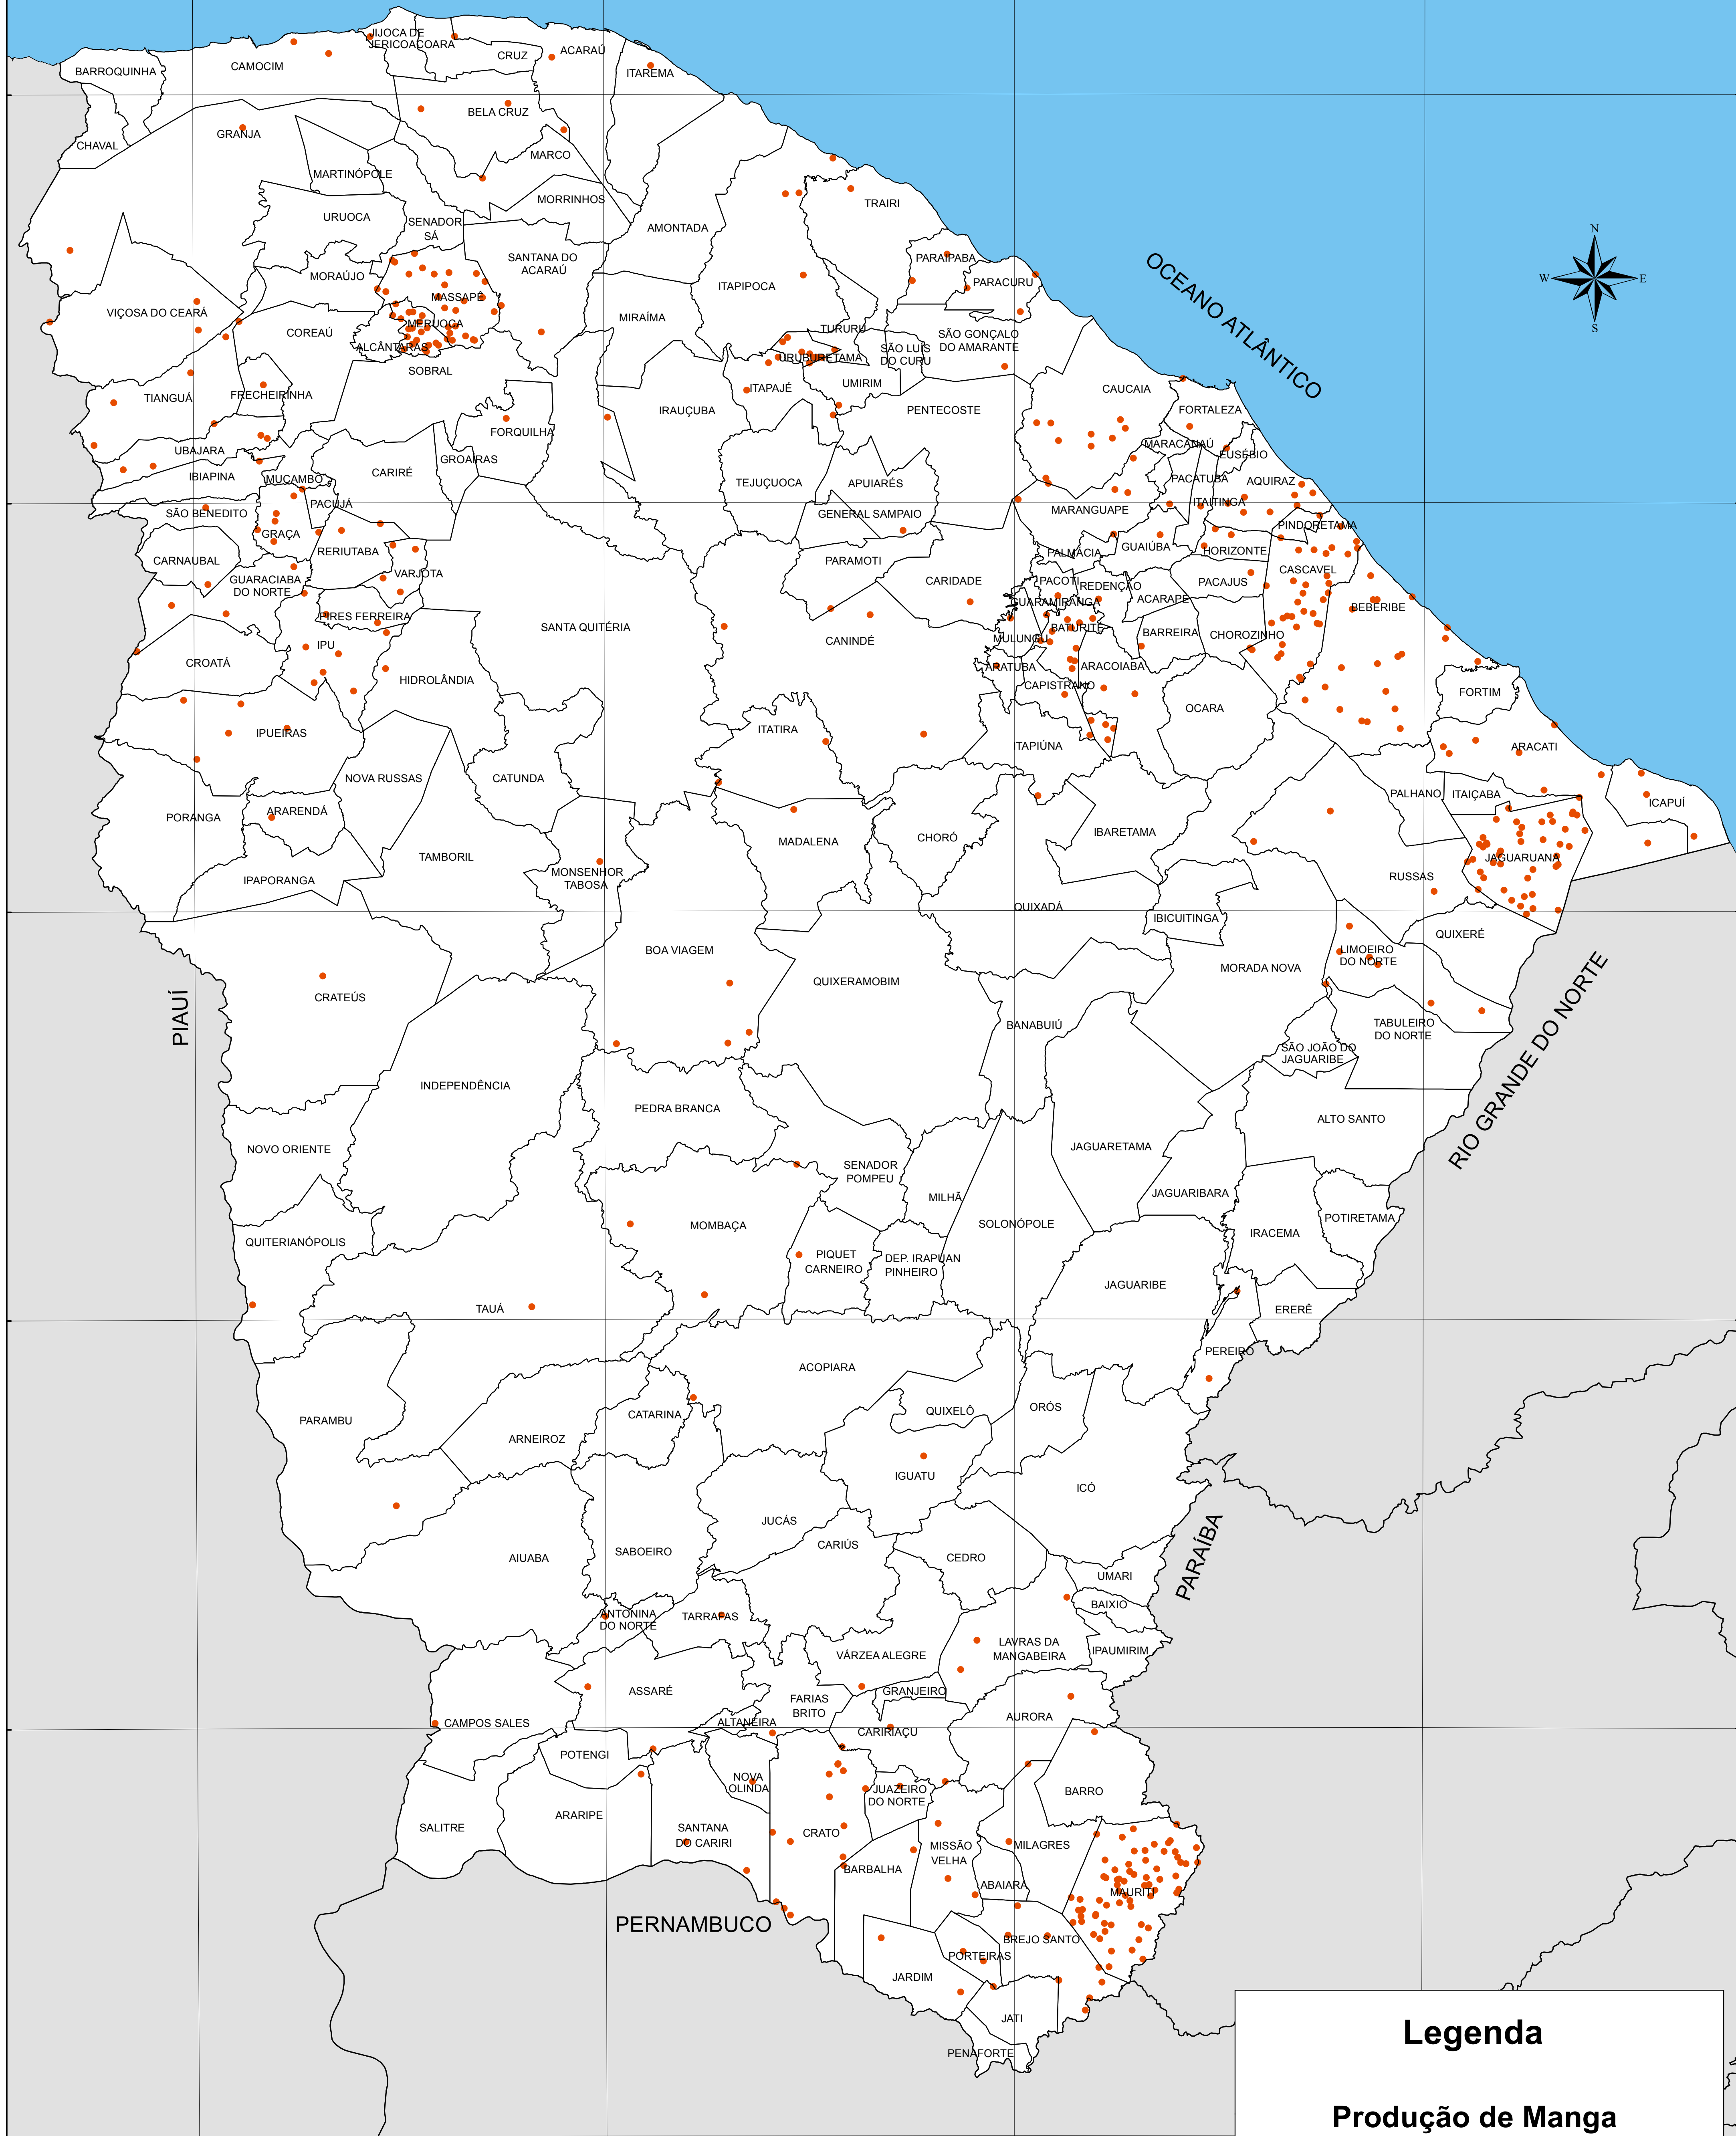 JIJOCA DE
JERICOACOARA
CRUZ
ACARAÚ
BARROQUINHA
CAMOCIM
ITAREMA
BELA CRUZ
GRANJA
CHAVAL
MARCO
MARTINÓPOLE
MORRINHOS
TRAIRI
URUOCA
SENADOR
SÁ
AMONTADA
N
W
E
S
SANTANA DO
ACARAÚ
PARAIPABA
MORAÚJO
PARACURU
ITAPIPOCA
OCEANO ATLÂNTICO
MASSAPÊ
VIÇOSA DO CEARÁ
MIRAÍMA
MERUOCA
TURURU
COREAÚ
SÃO GONÇALO
DO AMARANTE
ALCÂNTARAS
SÃO LUÍS
DO CURU
URUBURETAMA
SOBRAL
UMIRIM
ITAPAJÉ
CAUCAIA
TIANGUÁ
FRECHEIRINHA
IRAUÇUBA
PENTECOSTE
FORTALEZA
FORQUILHA
MARACANAÚ
UBAJARA
EUSÉBIO
GROAÍRAS
CARIRÉ
IBIAPINA
MUCAMBO
TEJUÇUOCA
APUIARÉS
PACATUBA
AQUIRAZ
PACUJÁ
ITAITINGA
SÃO BENEDITO
GENERAL SAMPAIO
MARANGUAPE
PINDORETAMA
GRAÇA
RERIUTABA
GUAIÚBA
HORIZONTE
PALMÁCIA
CARNAUBAL
PARAMOTI
CASCAVEL
VARJOTA
GUARACIABA
DO NORTE
CARIDADE
PACOTI
REDENÇÃO
PACAJUS
ACARAPE
GUARAMIRANGA
BEBERIBE
PIRES FERREIRA
SANTA QUITÉRIA
BATURITÉ
BARREIRA
CHOROZINHO
MULUNGU
CANINDÉ
IPU
CROATÁ
ARATUBA
ARACOIABA
HIDROLÂNDIA
CAPISTRANO
FORTIM
OCARA
ITATIRA
IPUEIRAS
ITAPIÚNA
ARACATI
NOVA RUSSAS
CATUNDA
PALHANO
ITAIÇABA
ICAPUÍ
ARARENDÁ
PORANGA
IBARETAMA
MADALENA
CHORÓ
TAMBORIL
JAGUARUANA
MONSENHOR
TABOSA
RUSSAS
IPAPORANGA
QUIXADÁ
IBICUITINGA
QUIXERÉ
BOA VIAGEM
LIMOEIRO
DO NORTE
MORADA NOVA
QUIXERAMOBIM
CRATEÚS
PIAUÍ
BANABUIÚ
TABULEIRO
DO NORTE
SÃO JOÃO DO
JAGUARIBE
RIO GRANDE DO NORTE
INDEPENDÊNCIA
PEDRA BRANCA
ALTO SANTO
NOVO ORIENTE
JAGUARETAMA
SENADOR
POMPEU
MILHÃ
JAGUARIBARA
MOMBAÇA
SOLONÓPOLE
POTIRETAMA
IRACEMA
QUITERIANÓPOLIS
PIQUET
CARNEIRO
DEP. IRAPUAN
PINHEIRO
JAGUARIBE
TAUÁ
ERERÊ
PEREIRO
ACOPIARA
ORÓS
QUIXELÔ
CATARINA
PARAMBU
ARNEIROZ
IGUATU
ICÓ
JUCÁS
CARIÚS
PARAÍBA
SABOEIRO
AIUABA
CEDRO
UMARI
BAIXIO
ANTONINA
DO NORTE
TARRAFAS
LAVRAS DA
MANGABEIRA
IPAUMIRIM
VÁRZEA ALEGRE
ASSARÉ
GRANJEIRO
FARIAS
BRITO
AURORA
CAMPOS SALES
ALTANEIRA
CARIRIAÇU
POTENGI
NOVA
OLINDA
JUAZEIRO
DO NORTE
BARRO
ARARIPE
SALITRE
SANTANA
DO CARIRI
CRATO
MISSÃO
VELHA
MILAGRES
BARBALHA
ABAIARA
MAURITI
PERNAMBUCO
BREJO SANTO
PORTEIRAS
JARDIM
JATI
PENAFORTE
Legenda
Produção de Manga